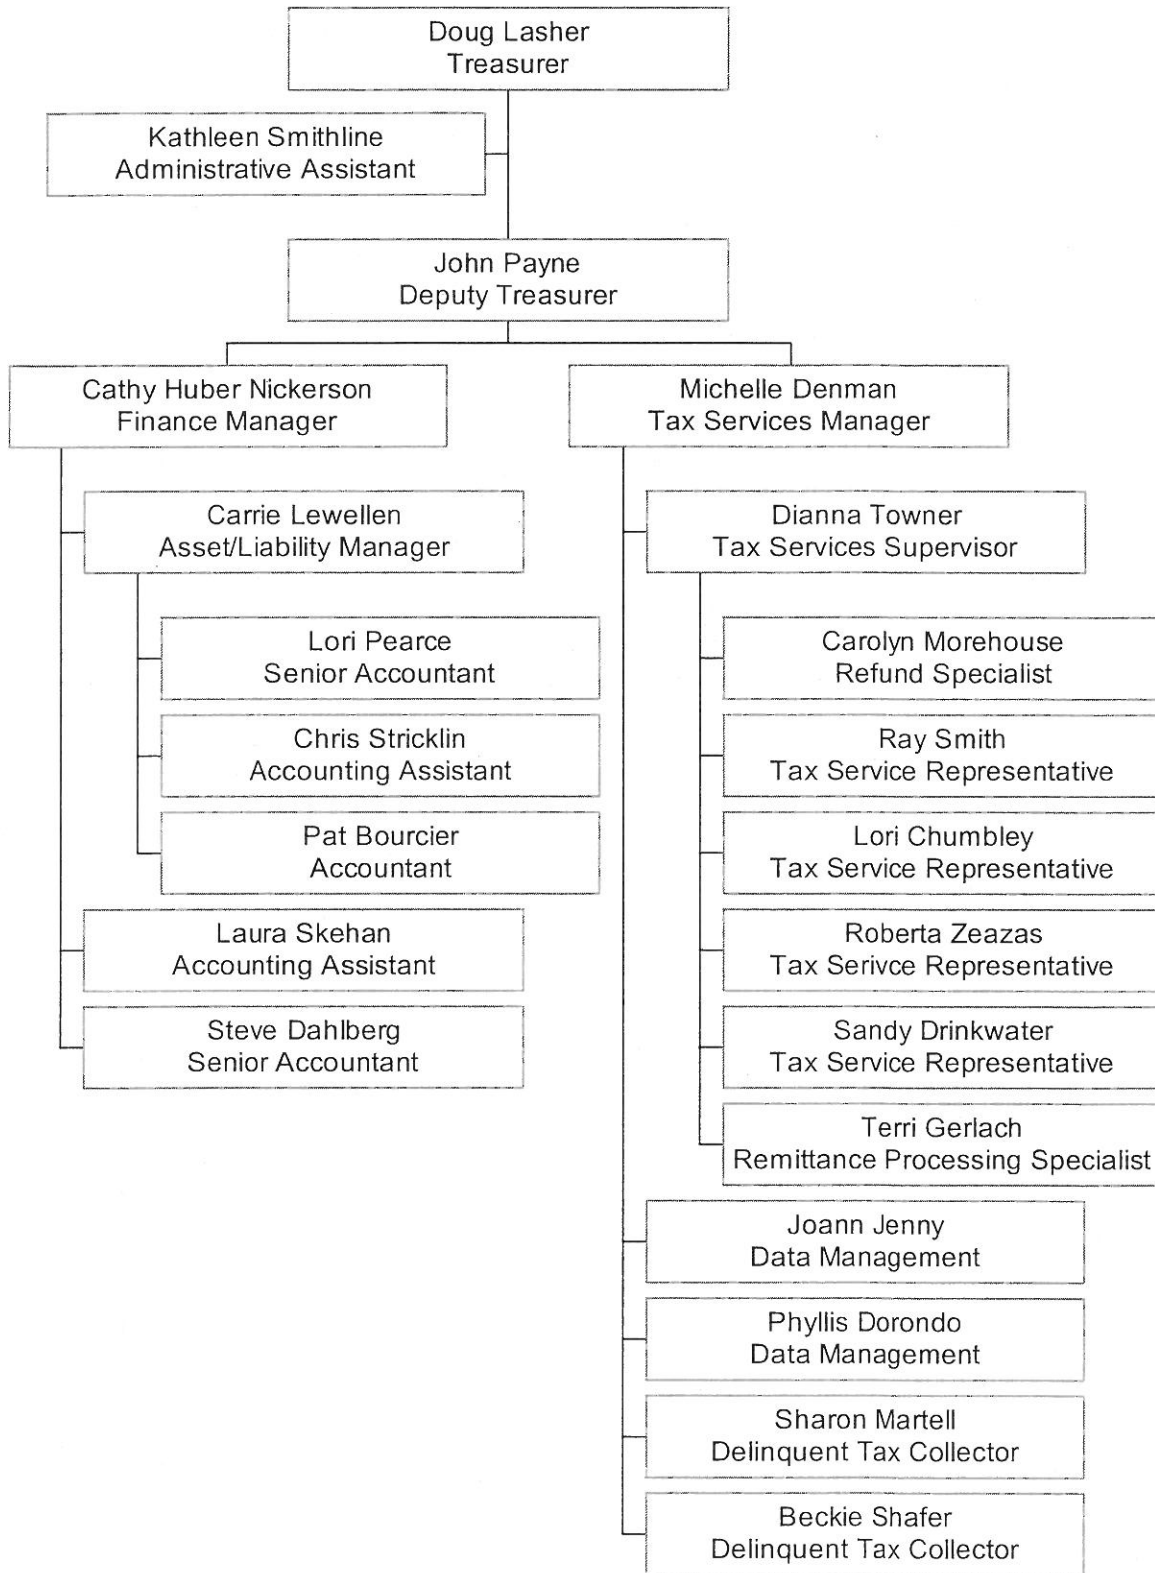 Doug Lasher
Treasurer
Kathleen Smithline
Administrative Assistant
John Payne
Deputy Treasurer
Cathy Huber Nickerson
Finance Manager
Michelle Denman
Tax Services Manager
Carrie Lewellen
Asset/Liability Manager
Lori Pearce
Senior Accountant
Chris Stricklin
Accounting Assistant
Pat Bourcier
Accountant
Laura Skehan
Accounting Assistant
Steve Dahlberg
Senior Accountant
Dianna Towner
Tax Services Supervisor
Carolyn Morehouse
Refund Specialist
Ray Smith
Tax Service Representative
Lori Chumbley
Tax Service Representative
Roberta Zeazas
Tax Serivce Representative
Sandy Drinkwater
Tax Service Representative
Terri Gerlach
Remittance Processing Specialist
Joann Jenny
Data Management
Phyllis Dorondo
Data Management
Sharon Martell
Delinquent Tax Collector
Beckie Shafer
Delinquent Tax Collector